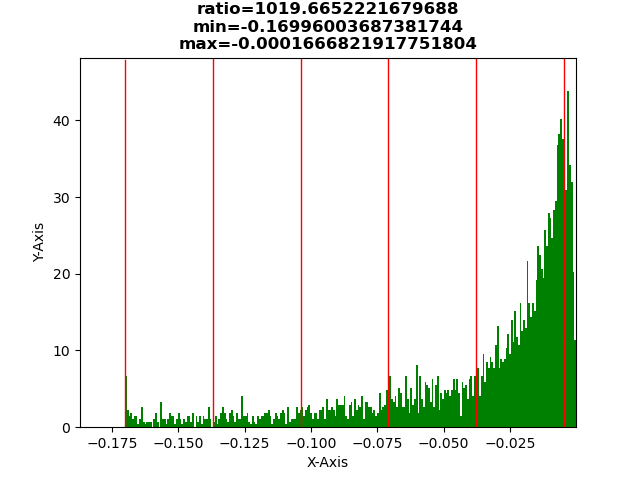 ratio=1019.6652221679688
min=-0.16996003687381744
max=-0.0001666821917751804
40
30
20
10
0
Y-Axis
−0.175 −0.150 −0.125 −0.100 −0.075 −0.050 −0.025
X-Axis